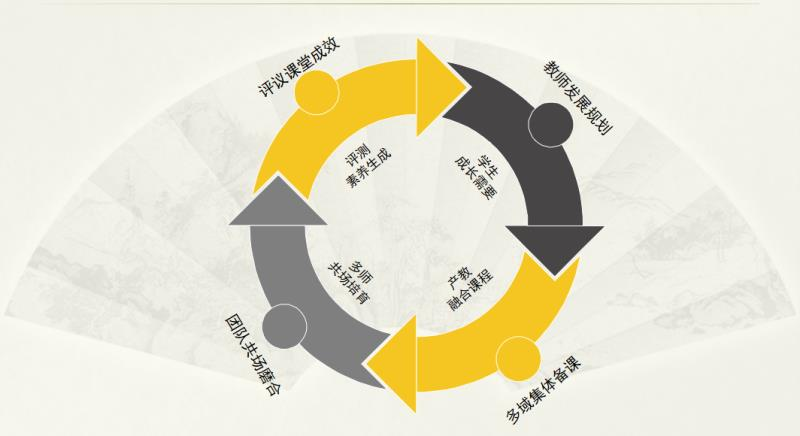 评议课堂成效
教师发展规划
评测
素养生成
学生
成长需要
多师
共场培育
产教
融合课程
团队共场磨合
多域集体备课